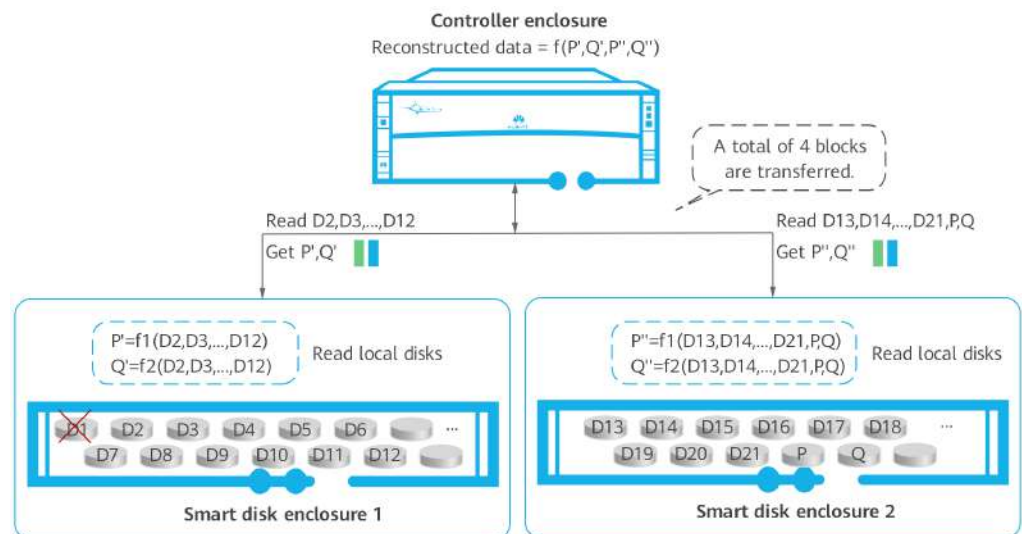 Controller enclosure
Reconstructed data = f(P',Q',P'',Q'')
A total of 4 blocks
are transferred.
Read D2,D3,...,D12
Get P',Q'
Read D13,D14,...,D21,P,Q
Get P'',Q''
P'=f1(D2,D3,...,D12)
Q'=f2(D2,D3,...,D12)
Read local disks
P''=f1(D13,D14,...,D21,P,Q)
Q''=f2(D13,D14,...,D21,P,Q)
Read local disks
D1 D2 D3 D4 D5 D6 ...
D7 D8 D9 D10 D11 D12
Smart disk enclosure 1
D13 D14 D15 D16 D17 D18 ...
D19 D20 D21 P Q
Smart disk enclosure 2